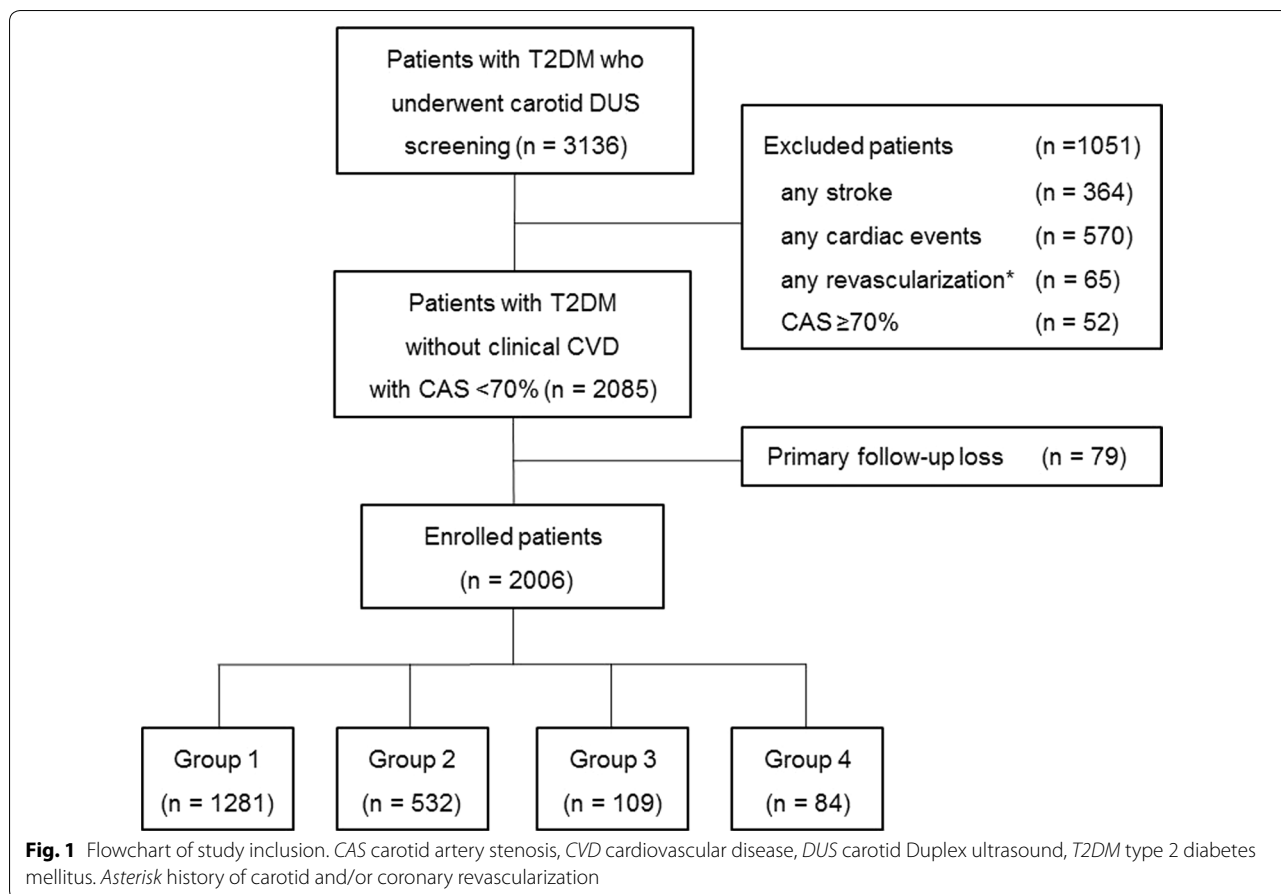 Patients with T2DM who
underwent carotid DUS
screening (n = 3136)
Excluded patients (n =1051)
any stroke (n = 364)
any cardiac events (n = 570)
any revascularization* (n = 65)
CAS ≥70% (n = 52)
Patients with T2DM
without clinical CVD
with CAS <70% (n = 2085)
Primary follow-up loss (n = 79)
Enrolled patients
(n = 2006)
Group 1
(n = 1281)
Group 2
(n = 532)
Group 3
(n = 109)
Group 4
(n = 84)
Fig. 1 Flowchart of study inclusion. CAS carotid artery stenosis, CVD cardiovascular disease, DUS carotid Duplex ultrasound, T2DM type 2 diabetes
mellitus. Asterisk history of carotid and/or coronary revascularization